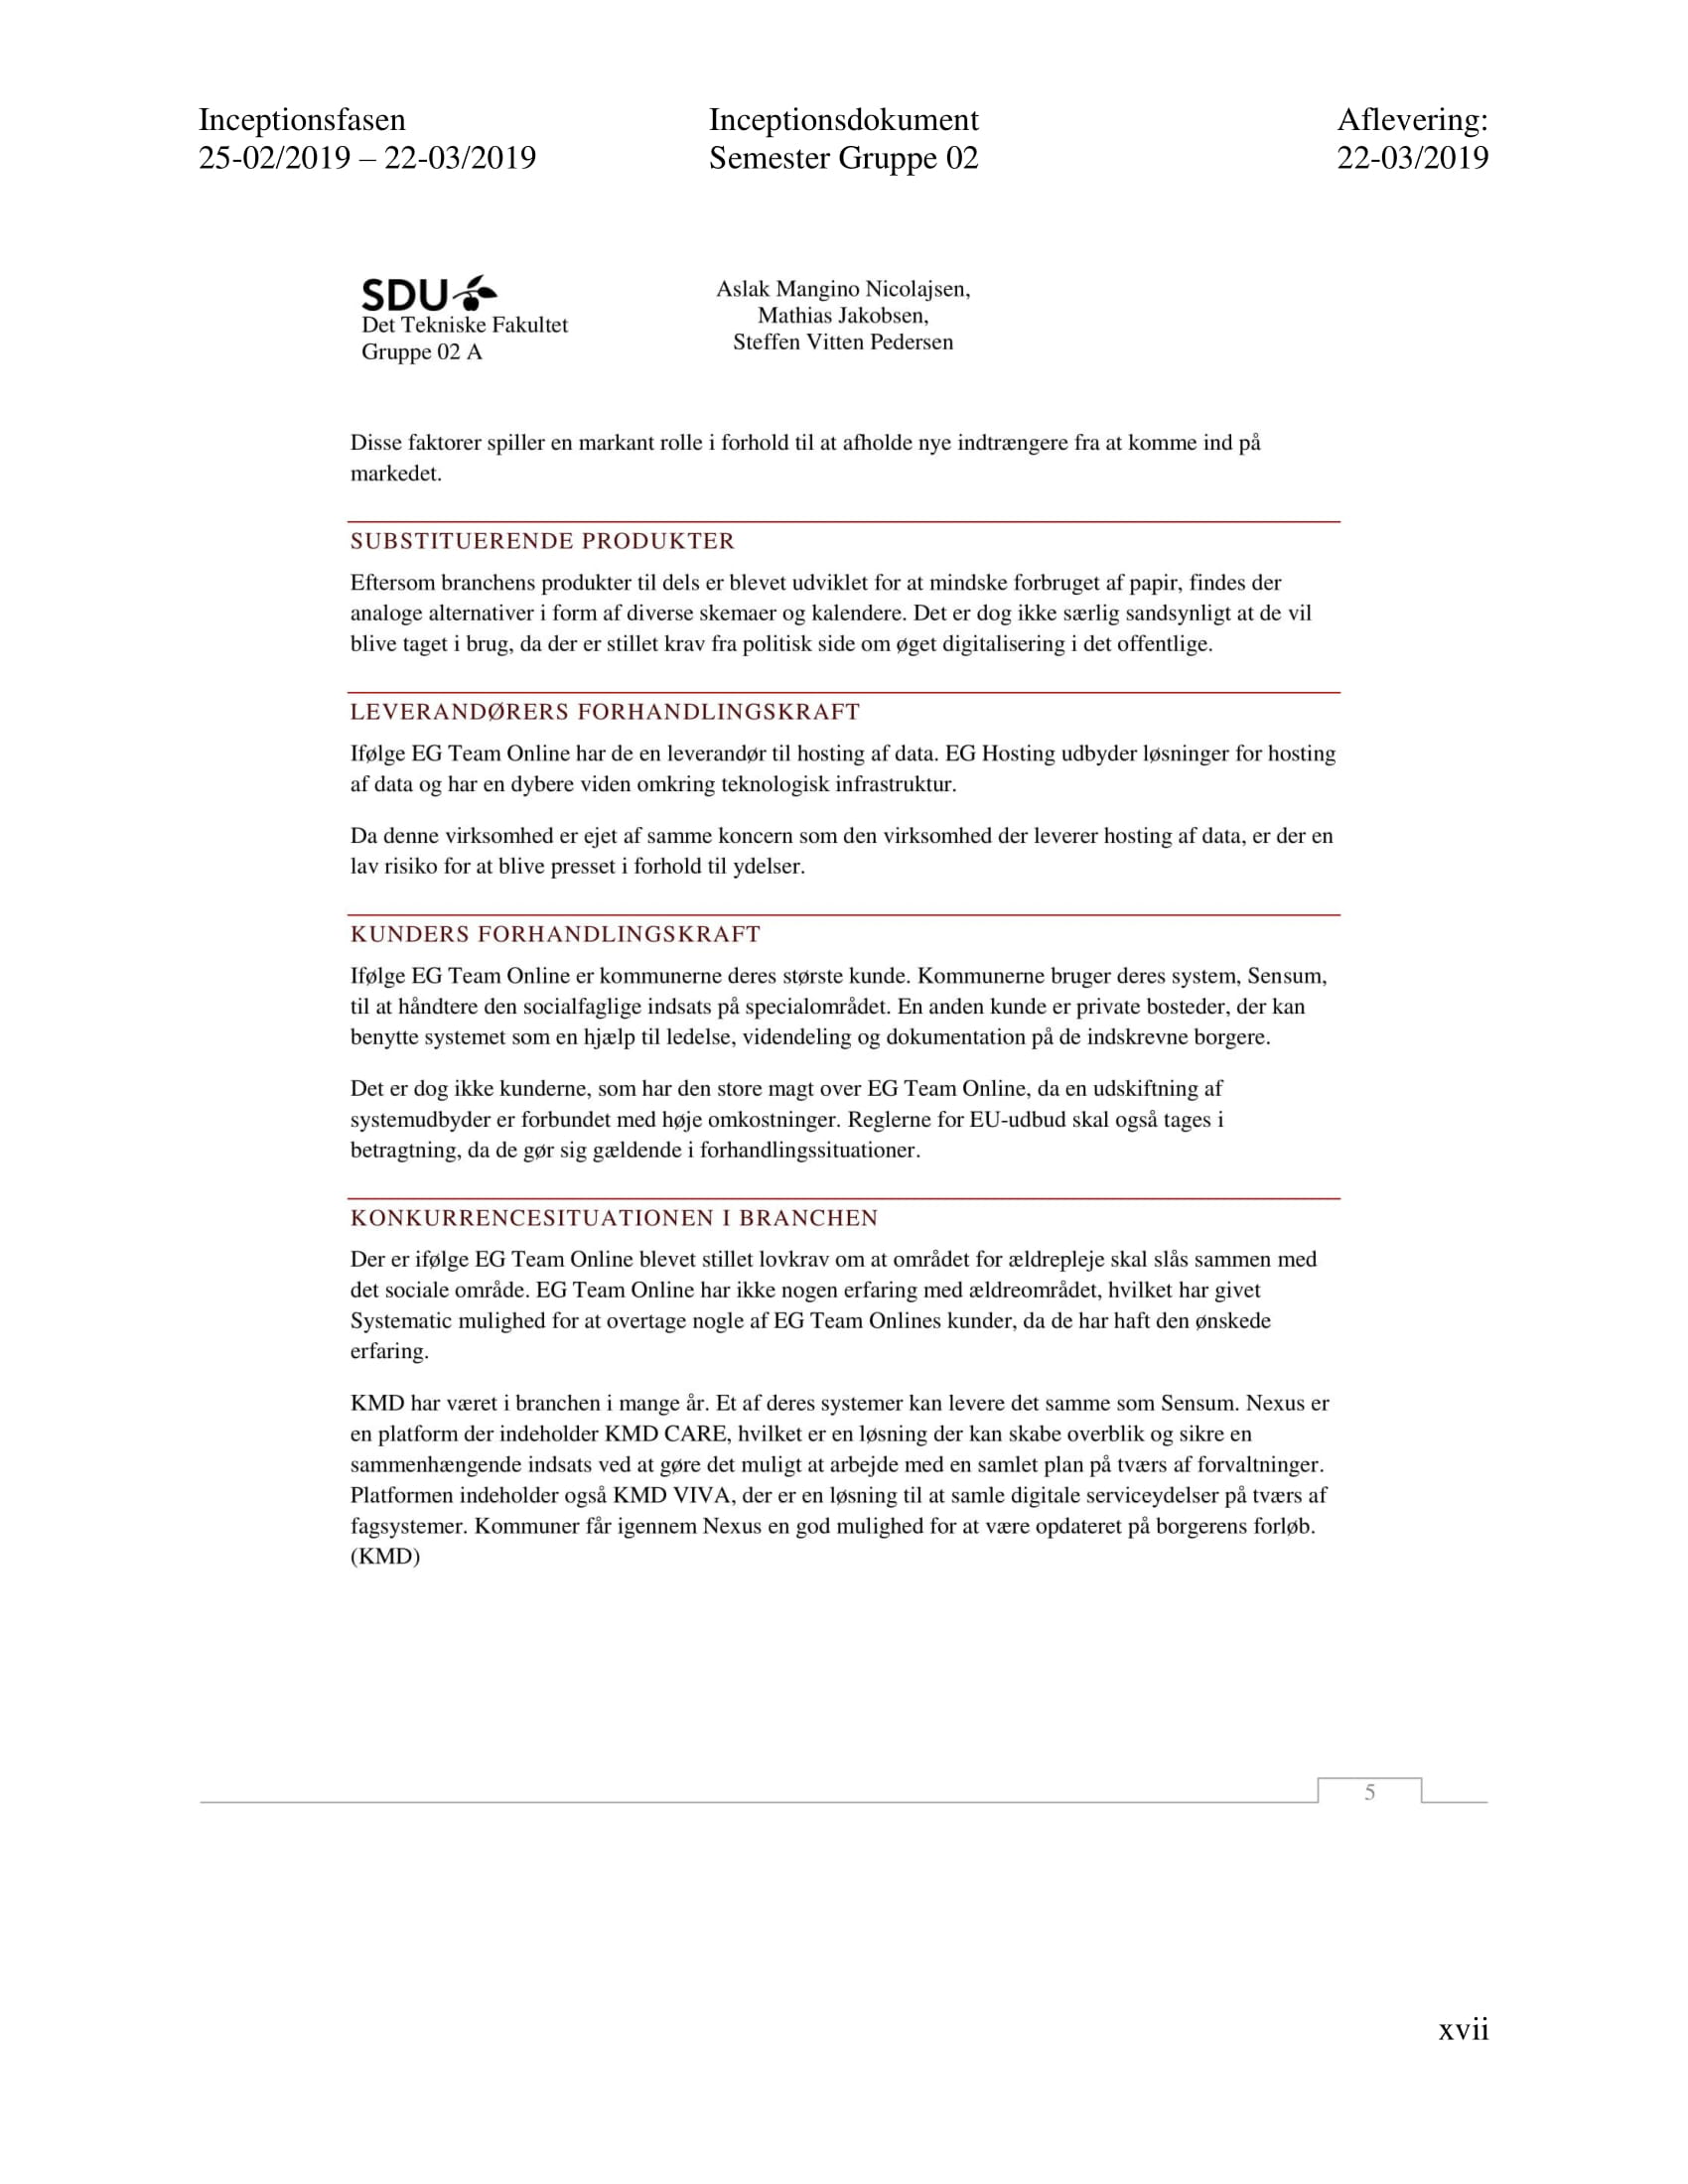 Inceptionsfasen
25-02/2019 – 22-03/2019
Inceptionsdokument
Semester Gruppe 02
Aflevering:
22-03/2019
SDU
Det Tekniske Fakultet
Gruppe 02 A
Aslak Mangino Nicolajsen,
Mathias Jakobsen,
Steffen Vitten Pedersen
Disse faktorer spiller en markant rolle i forhold til at afholde nye indtrængere fra at komme ind på
markedet.
SUBSTITUERENDE PRODUKTER
Eftersom branchens produkter til dels er blevet udviklet for at mindske forbruget af papir, findes der
analoge alternativer i form af diverse skemaer og kalendere. Det er dog ikke særlig sandsynligt at de vil
blive taget i brug, da der er stillet krav fra politisk side om øget digitalisering i det offentlige.
LEVERANDØRERS FORHANDLINGSKRAFT
Ifølge EG Team Online har de en leverandør til hosting af data. EG Hosting udbyder løsninger for hosting
af data og har en dybere viden omkring teknologisk infrastruktur.
Da denne virksomhed er ejet af samme koncern som den virksomhed der leverer hosting af data, er der en
lav risiko for at blive presset i forhold til ydelser.
KUNDERS FORHANDLINGSKRAFT
Ifølge EG Team Online er kommunerne deres største kunde. Kommunerne bruger deres system, Sensum,
til at håndtere den socialfaglige indsats på specialområdet. En anden kunde er private bosteder, der kan
benytte systemet som en hjælp til ledelse, videndeling og dokumentation på de indskrevne borgere.
Det er dog ikke kunderne, som har den store magt over EG Team Online, da en udskiftning af
systemudbyder er forbundet med høje omkostninger. Reglerne for EU-udbud skal også tages i
betragtning, da de gør sig gældende i forhandlingssituationer.
KONKURRENCESITUATIONEN I BRANCHEN
Der er ifølge EG Team Online blevet stillet lovkrav om at området for ældrepleje skal slås sammen med
det sociale område. EG Team Online har ikke nogen erfaring med ældreområdet, hvilket har givet
Systematic mulighed for at overtage nogle af EG Team Onlines kunder, da de har haft den ønskede
erfaring.
KMD har været i branchen i mange år. Et af deres systemer kan levere det samme som Sensum. Nexus er
en platform der indeholder KMD CARE, hvilket er en løsning der kan skabe overblik og sikre en
sammenhængende indsats ved at gøre det muligt at arbejde med en samlet plan på tværs af forvaltninger.
Platformen indeholder også KMD VIVA, der er en løsning til at samle digitale serviceydelser på tværs af
fagsystemer. Kommuner får igennem Nexus en god mulighed for at være opdateret på borgerens forløb.
(KMD)
5
xvii